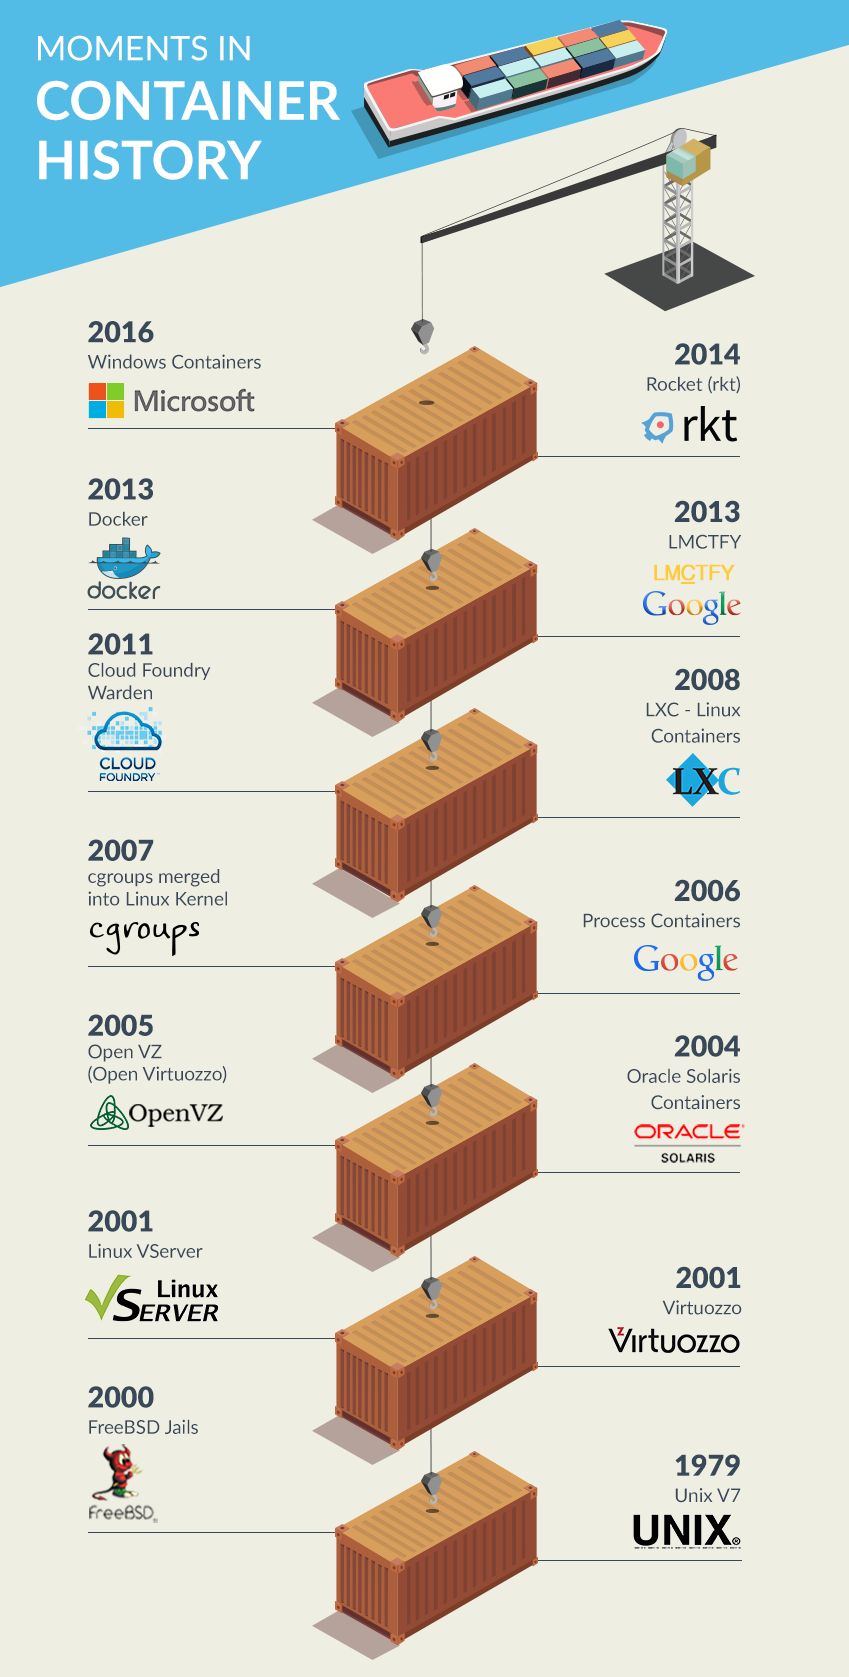 MOMENTS IN
CONTAINER
HISTORY
2016
Windows Containers
Microsoft
2014
Rocket (rkt)
rkt
2013
Docker
docker
2013
LMCTFY
LMCTFY
Google
2011
Cloud Foundry
Warden
CLOUD
FOUNDRY™
2008
LXC - Linux
Containers
LXC
2007
cgroups merged
into Linux Kernel
cgroups
2006
Process Containers
Google
2005
Open VZ
(Open Virtuozzo)
OpenVZ
2004
Oracle Solaris
Containers
ORACLE®
SOLARIS
2001
Linux VServer
Linux
VSERVER
2001
Virtuozzo
Virtuozzo
2000
FreeBSD Jails
FreeBSD®
1979
Unix V7
UNIX®